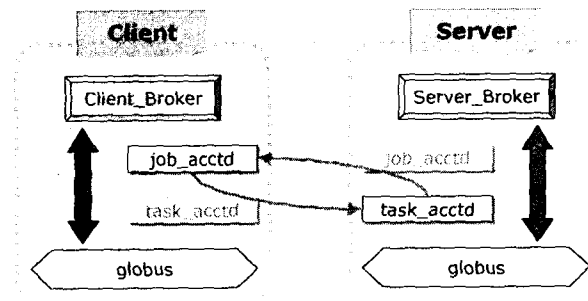 Client
Server
Client_Broker
Server_Broker
job_acctd
job_acctd
task_acctd
task_acctd
globus
globus